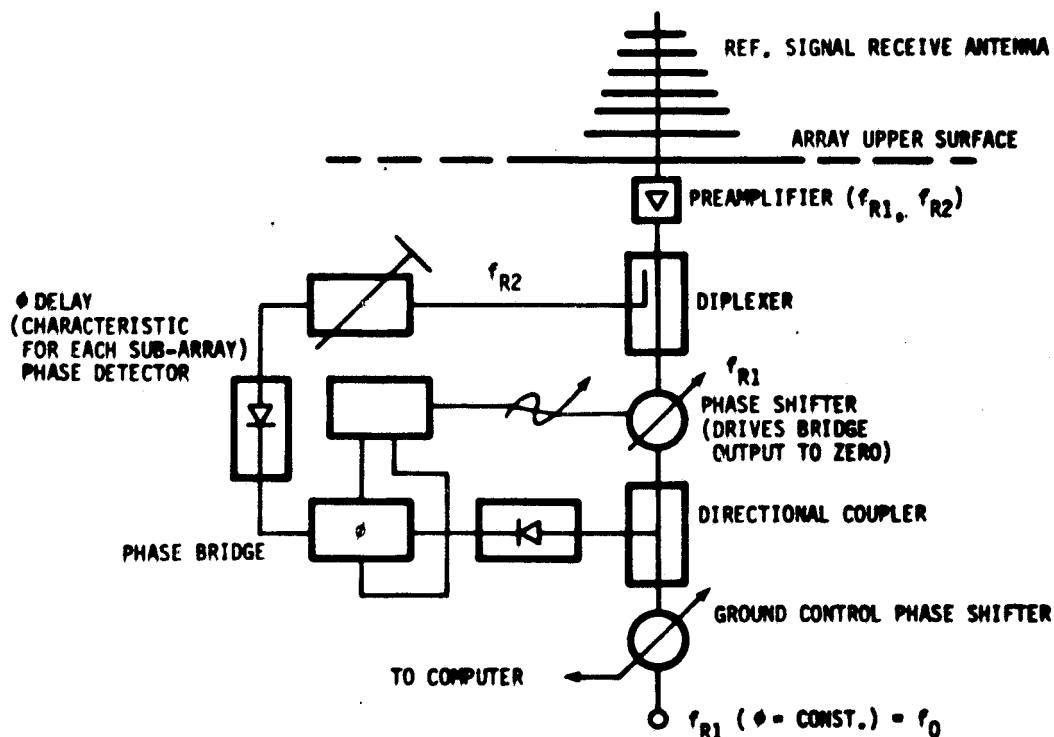 REF. SIGNAL RECEIVE ANTENNA
ARRAY UPPER SURFACE
PREAMPLIFIER (fR1, fR2)
fR2
DIPLEXER
φ DELAY
(CHARACTERISTIC
FOR EACH SUB-ARRAY)
PHASE DETECTOR
fR1
PHASE SHIFTER
(DRIVES BRIDGE
OUTPUT TO ZERO)
DIRECTIONAL COUPLER
φ
PHASE BRIDGE
GROUND CONTROL PHASE SHIFTER
TO COMPUTER
fR1 (φ = CONST.) = fO